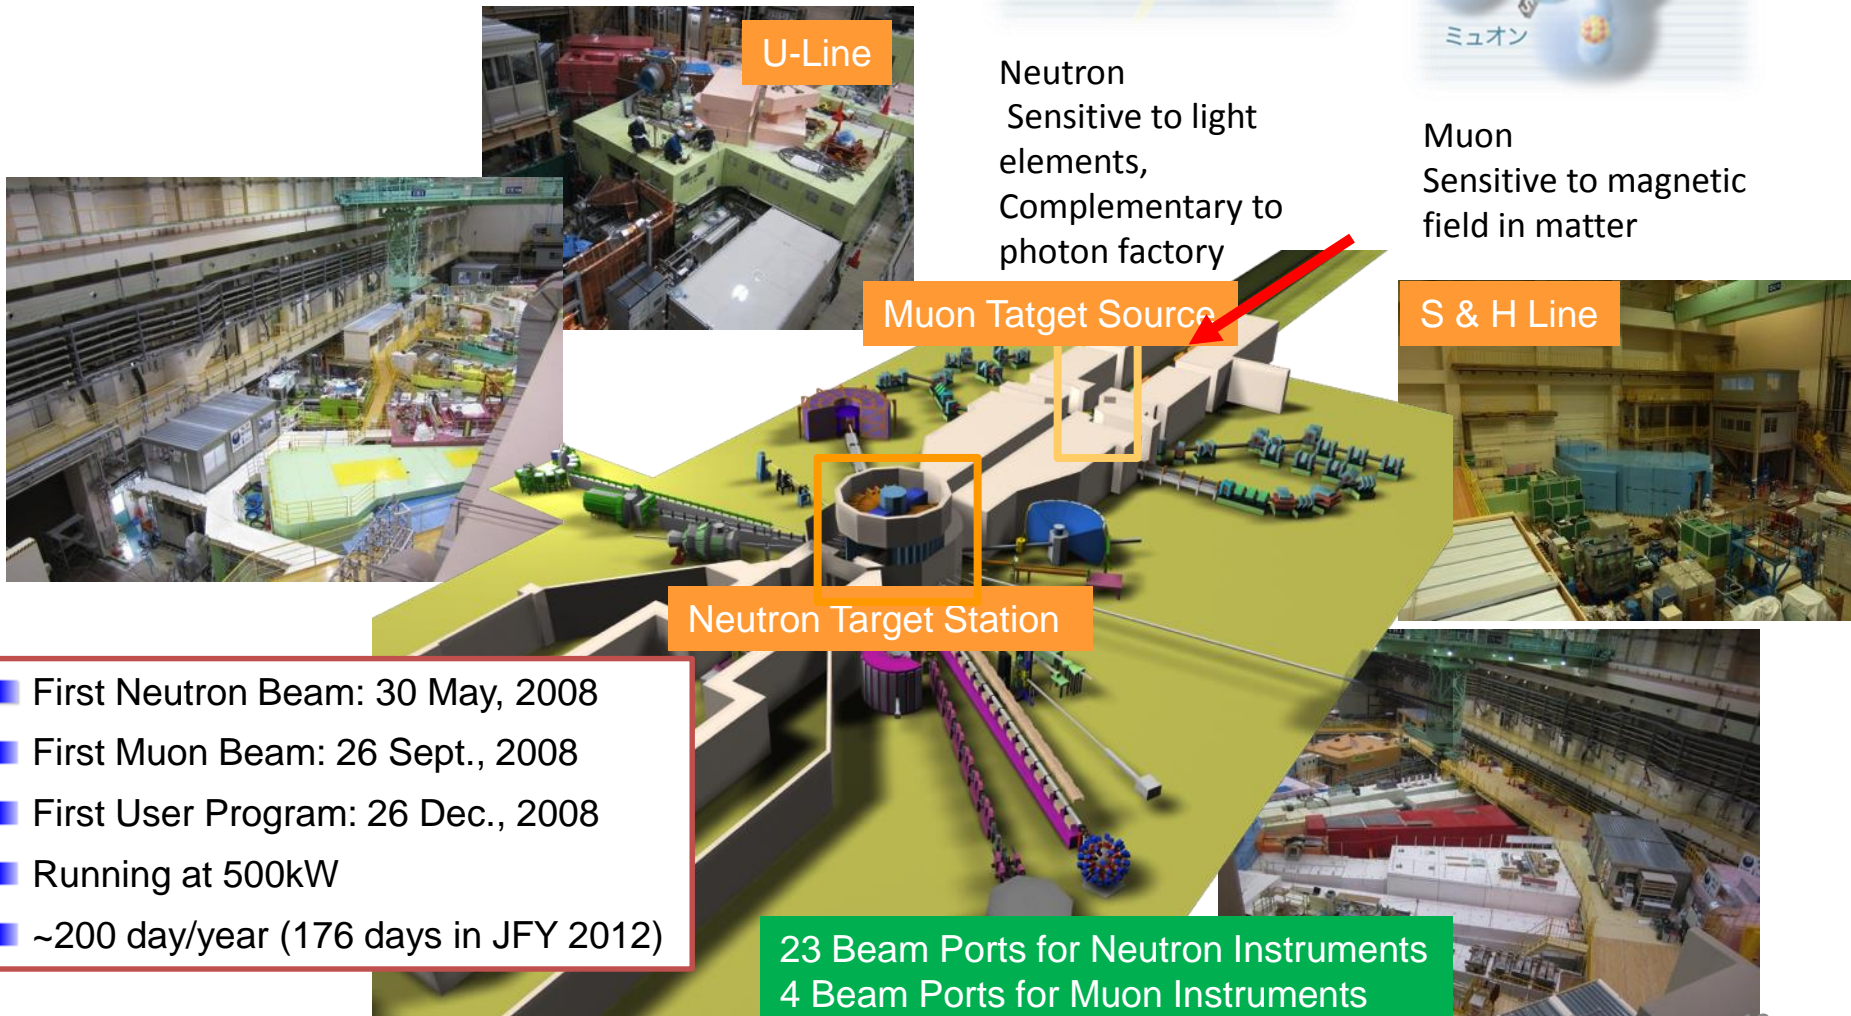 U-Line
ミュオン
Neutron
Sensitive to light
elements,
Complementary to
photon factory
Muon
Sensitive to magnetic
field in matter
Muon Tatget Source
S & H Line
Neutron Target Station
First Neutron Beam: 30 May, 2008
First Muon Beam: 26 Sept., 2008
First User Program: 26 Dec., 2008
Running at 500kW
~200 day/year (176 days in JFY 2012)
23 Beam Ports for Neutron Instruments
4 Beam Ports for Muon Instruments